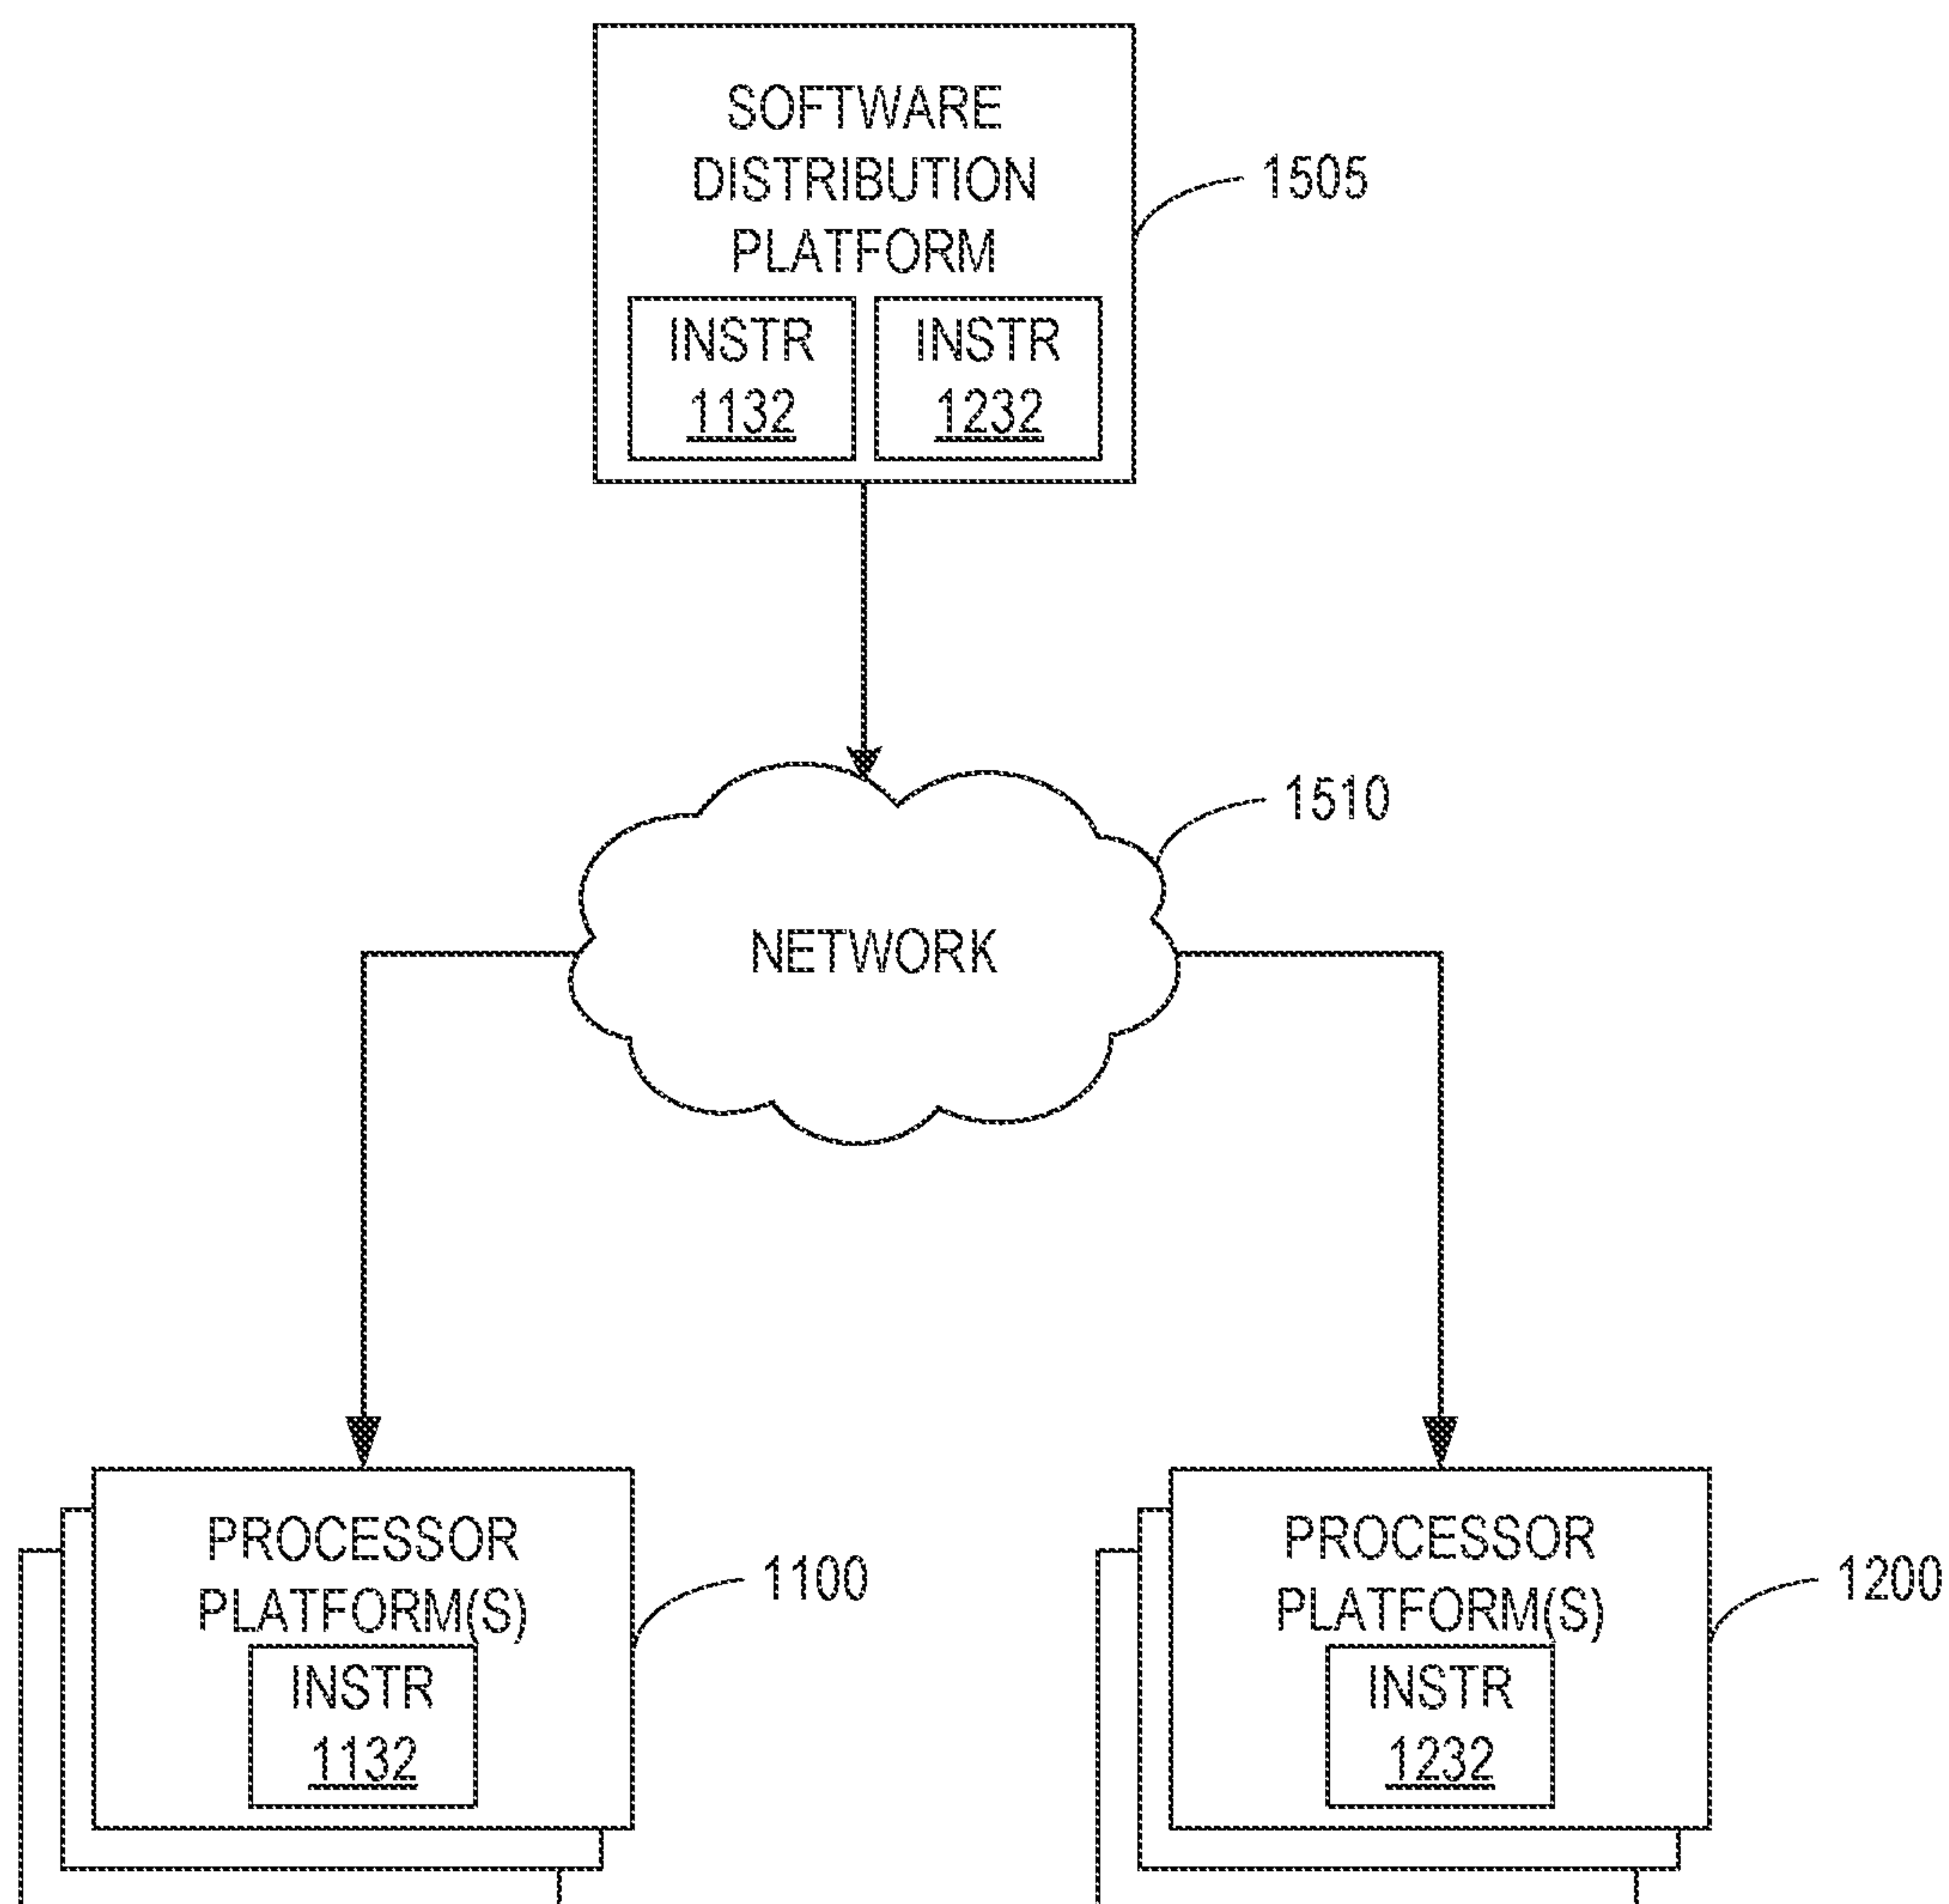 SOFTWARE
DISTRIBUTION
PLATFORM
1505
INSTR
1132
INSTR
1232
1510
NETWORK
PROCESSOR
PLATFORM(S)
1100
INSTR
1132
PROCESSOR
PLATFORM(S)
1200
INSTR
1232